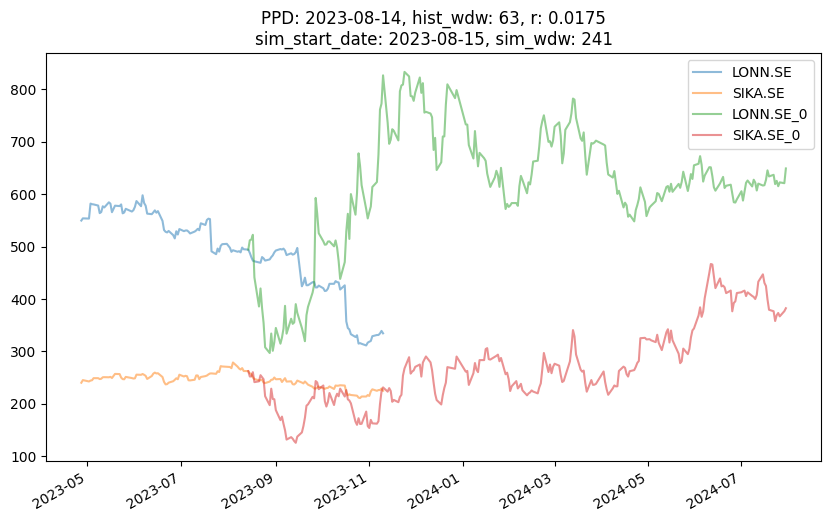 PPD: 2023-08-14, hist_wdw: 63, r: 0.0175
sim_start_date: 2023-08-15, sim_wdw: 241
LONN.SE
SIKA.SE
LONN.SE_0
SIKA.SE_0
800
700
600
500
400
300
200
100
2023-05
2023-07
2023-09
2023-11
2024-01
2024-03
2024-05
2024-07